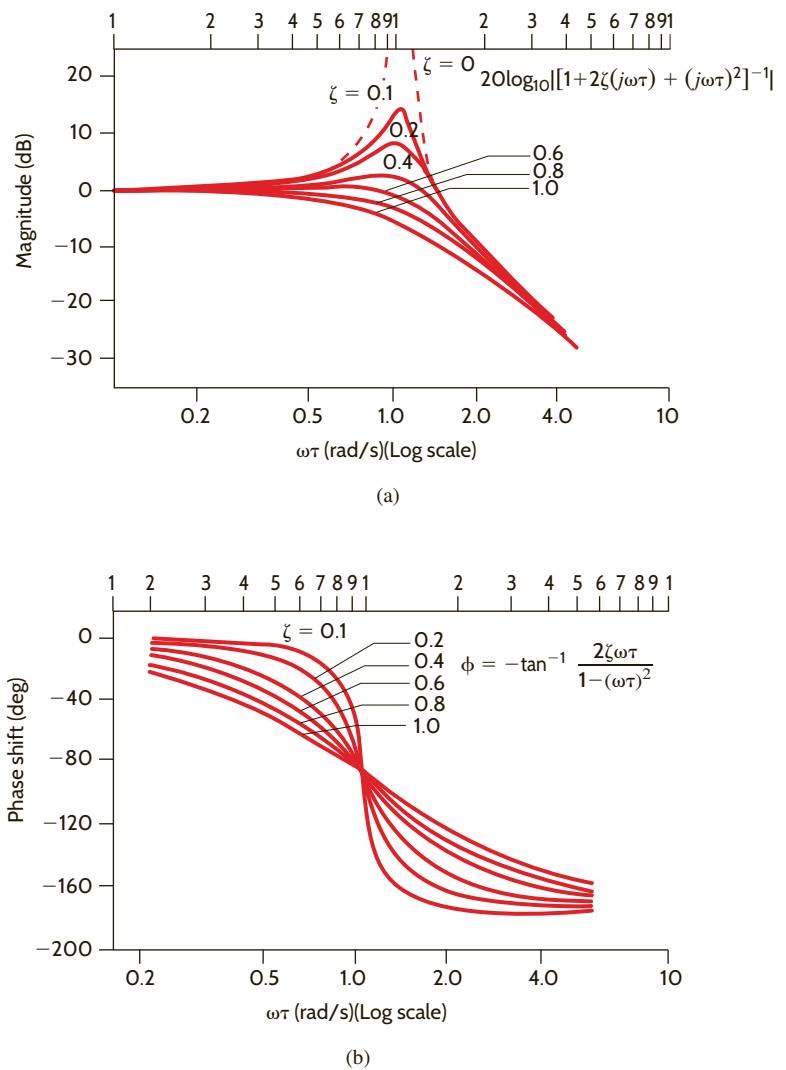 1 2 3 4 5 6 7 8 9 1 2 3 4 5 6 7 8 9 1
20
10
0
−10
−20
−30
Magnitude (dB)
ζ = 0
20log₁₀|[1+2ζ(jωτ) + (jωτ)²]⁻¹|
ζ = 0.1
0.2
0.4
0.6
0.8
1.0
0.2 0.5 1.0 2.0 4.0 10
ωτ (rad/s)(Log scale)
(a)
1 2 3 4 5 6 7 8 9 1 2 3 4 5 6 7 8 9 1
0
−40
−80
−120
−160
−200
Phase shift (deg)
ζ = 0.1
0.2
0.4
0.6
0.8
1.0
ϕ = −tan⁻¹ 2ζωτ / 1−(ωτ)²
0.2 0.5 1.0 2.0 4.0 10
ωτ (rad/s)(Log scale)
(b)